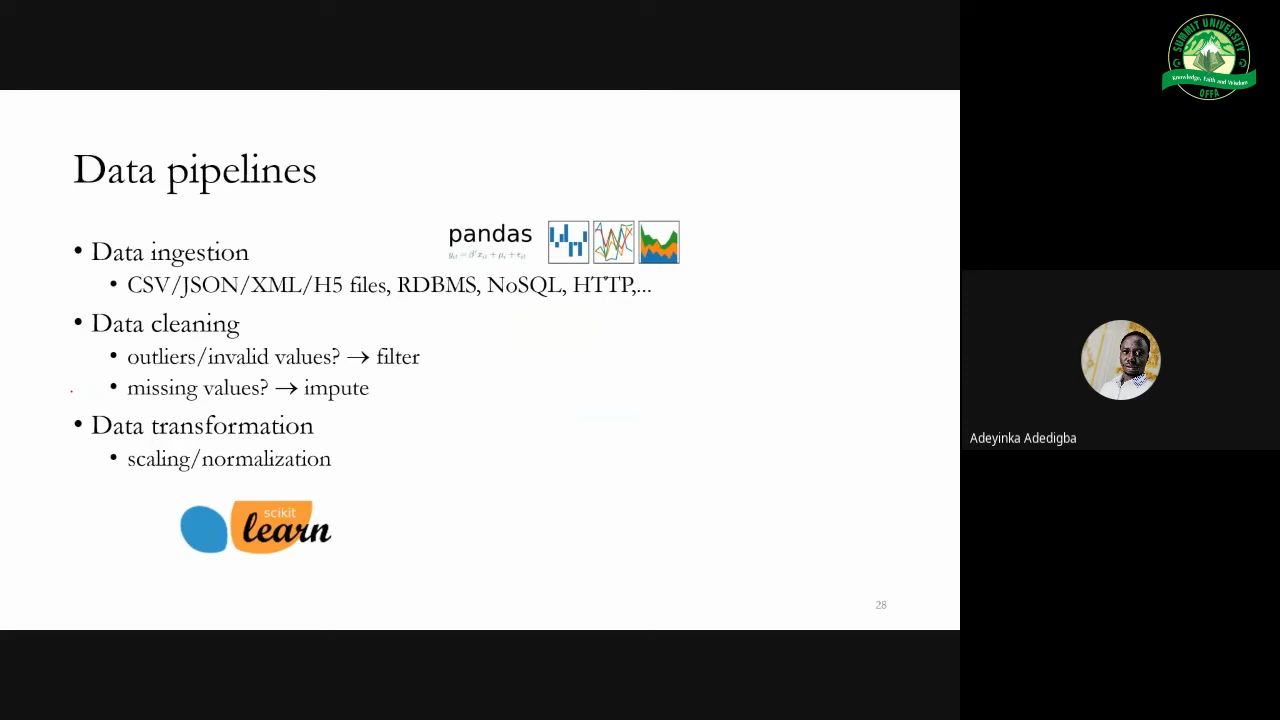 SUMMIT UNIVERSITY
Knowledge, Faith and Wisdom
OFFA
Data pipelines
pandas
• Data ingestion
• CSV/JSON/XML/H5 files, RDBMS, NoSQL, HTTP,...
• Data cleaning
• outliers/invalid values? → filter
• missing values? → impute
• Data transformation
• scaling/normalization
scikit
learn
28
Adeyinka Adedigba